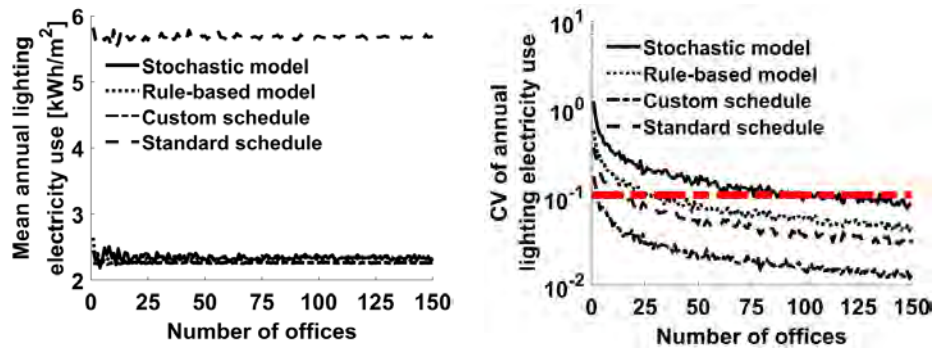 Mean annual lighting
electricity use [kWh/m²]
6
5
4
3
2
Stochastic model
Rule-based model
Custom schedule
Standard schedule
0 25 50 75 100 125 150
Number of offices
CV of annual
lighting electricity use
10¹
10⁰
10⁻¹
10⁻²
Stochastic model
Rule-based model
Custom schedule
Standard schedule
0 25 50 75 100 125 150
Number of offices